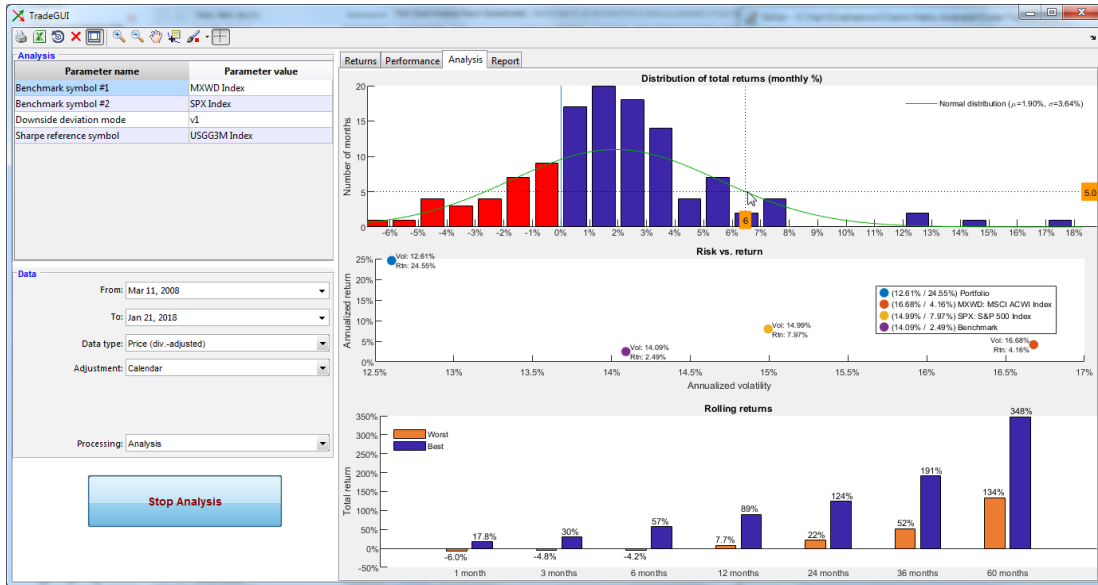 TradeGUI
Analysis
Parameter name Parameter value
Benchmark symbol #1 MXWD Index
Benchmark symbol #2 SPX Index
Downside deviation mode v1
Sharpe reference symbol USGG3M Index
Data
From: Mar 11, 2008
To: Jan 21, 2018
Data type: Price (div.-adjusted)
Adjustment: Calendar
Processing: Analysis
Stop Analysis
Returns Performance Analysis Report
Distribution of total returns (monthly %)
Number of months
20
15
10
5
0
Normal distribution (μ=1.90%, σ=3.64%)
5.0
6
-6% -5% -4% -3% -2% -1% 0% 1% 2% 3% 4% 5% 6% 7% 8% 9% 10% 11% 12% 13% 14% 15% 16% 17% 18%
Risk vs. return
Annualized return
25%
20%
15%
10%
5%
0%
Vol: 12.61%
Rtn: 24.55%
Vol: 14.09%
Rtn: 2.49%
Vol: 14.99%
Rtn: 7.97%
Vol: 16.68%
Rtn: 4.16%
(12.61% / 24.55%) Portfolio
(16.68% / 4.16%) MXWD: MSCI ACWI Index
(14.99% / 7.97%) SPX: S&P 500 Index
(14.09% / 2.49%) Benchmark
12.5% 13% 13.5% 14% 14.5% 15% 15.5% 16% 16.5% 17%
Annualized volatility
Rolling returns
Total return
350%
300%
250%
200%
150%
100%
50%
0%
-50%
Worst
Best
-6.0% 17.8% -4.8% 30% -4.2% 57% 7.7% 89% 22% 124% 52% 191% 134% 348%
1 month 3 months 6 months 12 months 24 months 36 months 60 months